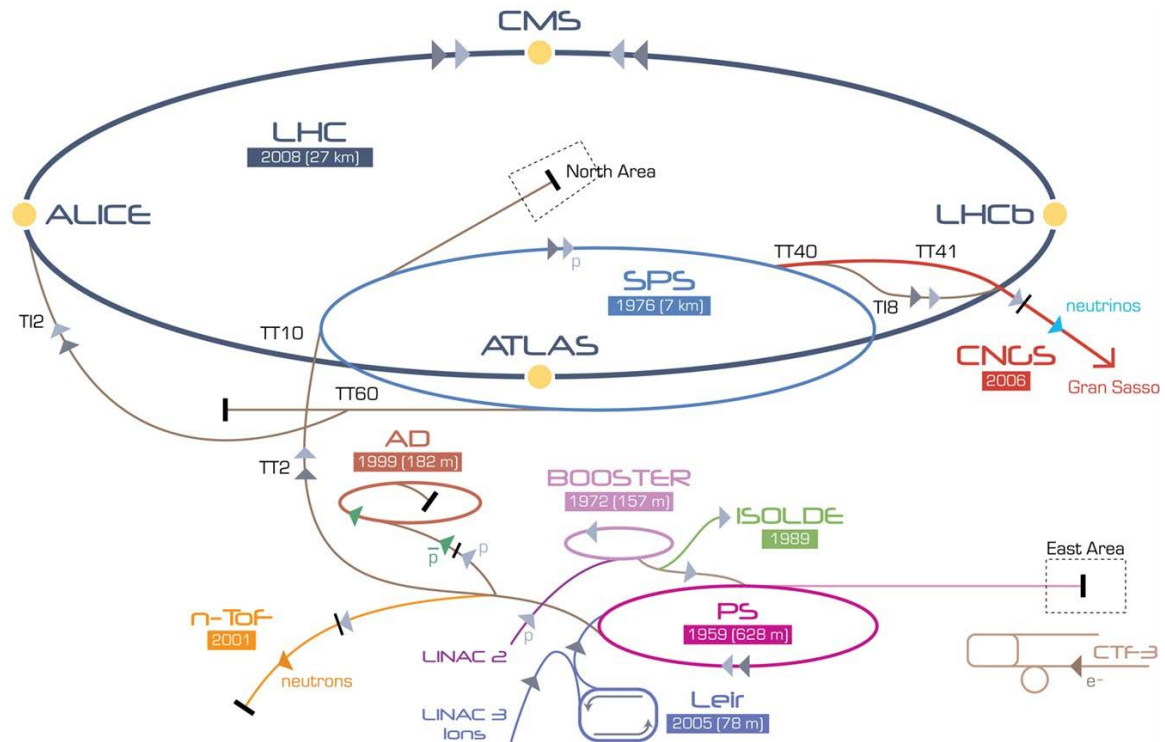 CMS
LHC
2008 (27 km)
North Area
ALICE
LHCb
TT40
TT41
p
SPS
1976 (7 km)
TI8
neutrinos
TI2
TT10
ATLAS
CNGS
2006
Gran Sasso
TT60
AD
1999 (182 m)
TT2
BOOSTER
1972 (157 m)
ISOLDE
1989
p̅
p
East Area
n-ToF
2001
PS
1959 (628 m)
p
LINAC 2
neutrons
CTF-3
e-
LINAC 3
Ions
Leir
2005 (78 m)